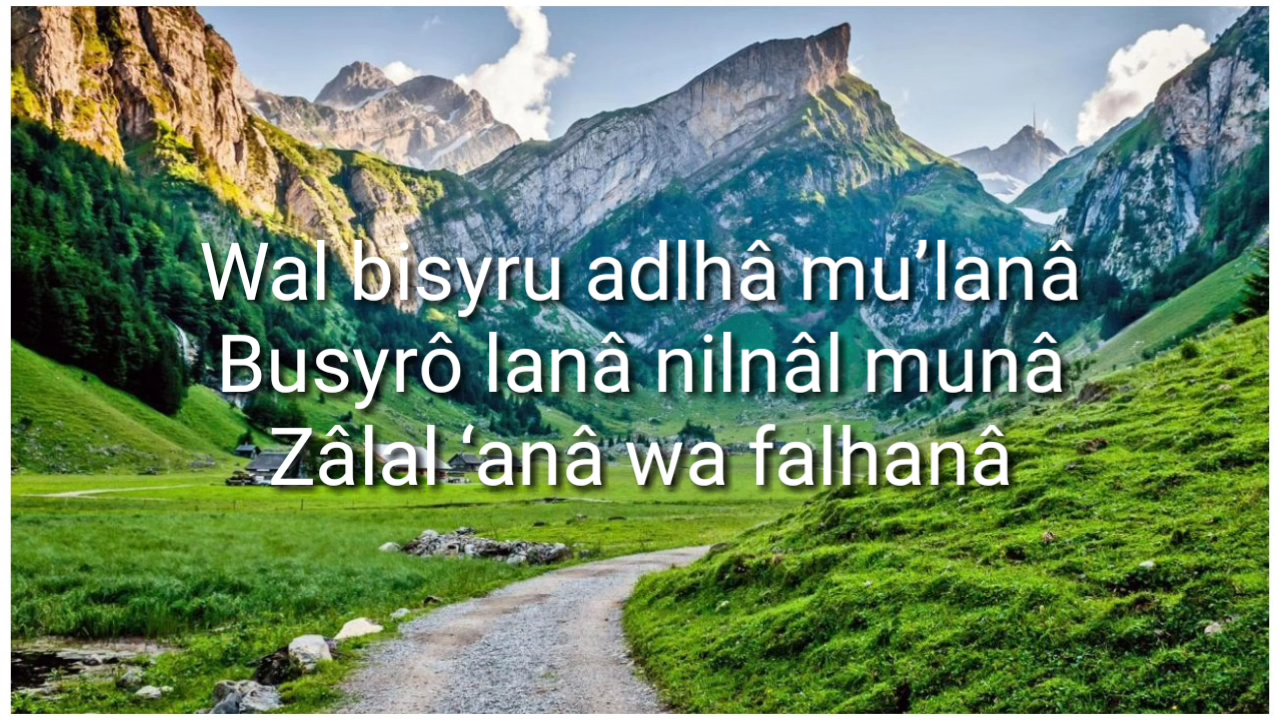 Wal bisyru adlhâ mu’lanâ
Busyrô lanâ nilnâl munâ
Zâlal ‘anâ wa falhanâ